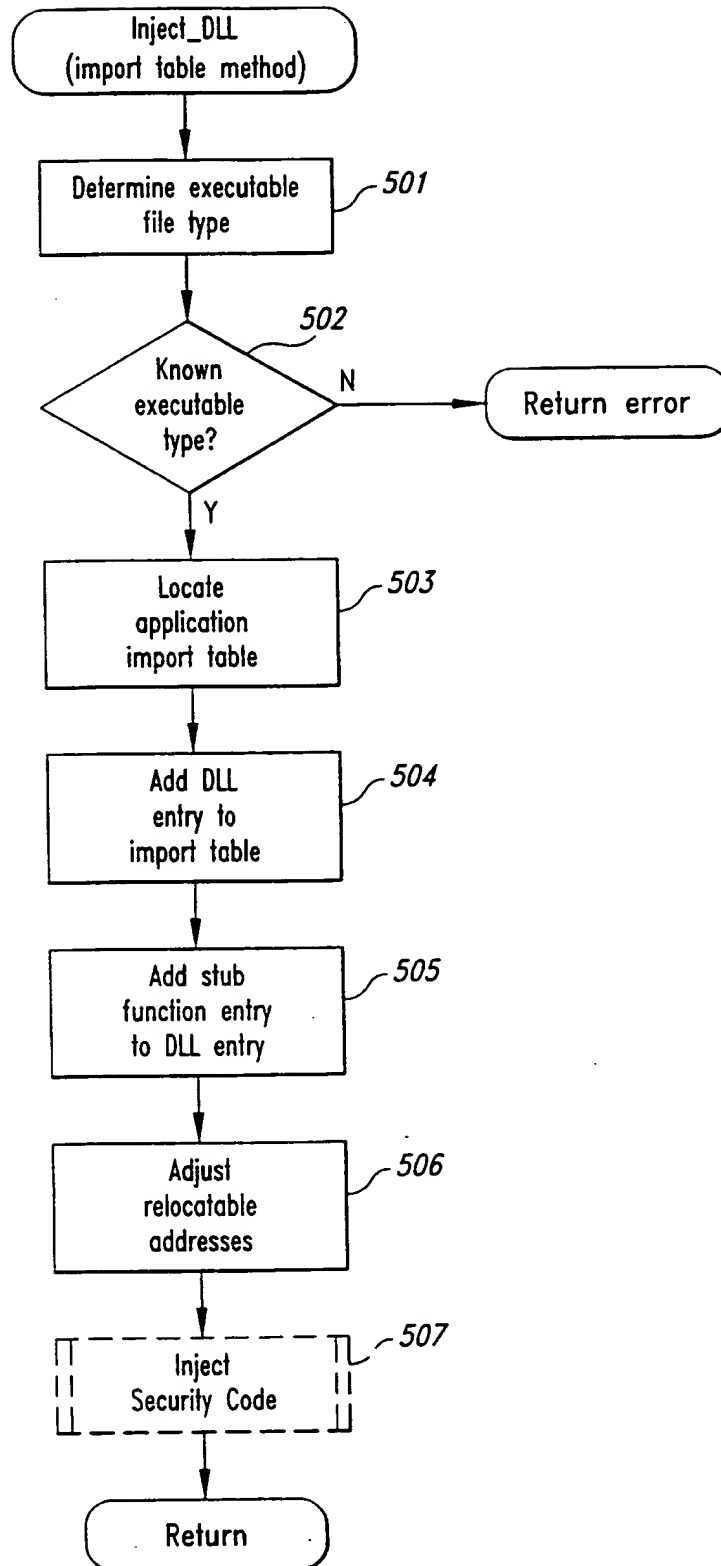 Inject_DLL
(import table method)
Determine executable
file type
501
502
Known
executable
type?
N
Return error
Y
Locate
application
import table
503
Add DLL
entry to
import table
504
Add stub
function entry
to DLL entry
505
Adjust
relocatable
addresses
506
Inject
Security Code
507
Return